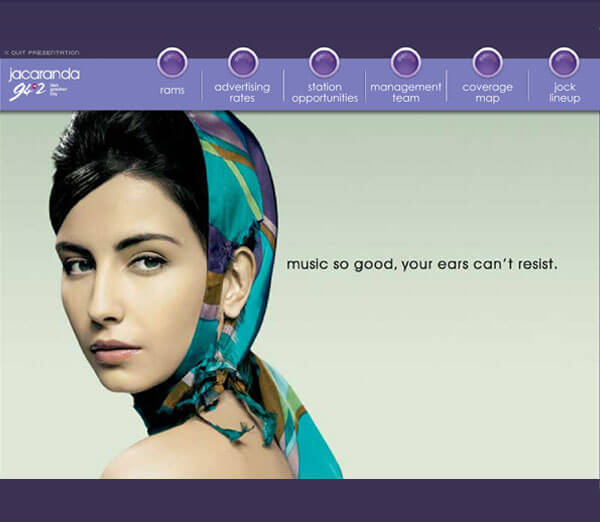 X QUIT PRESENTATION
jacaranda
94.2
rams
advertising
rates
station
opportunities
management
team
coverage
map
jock
lineup
music so good, your ears can't resist.